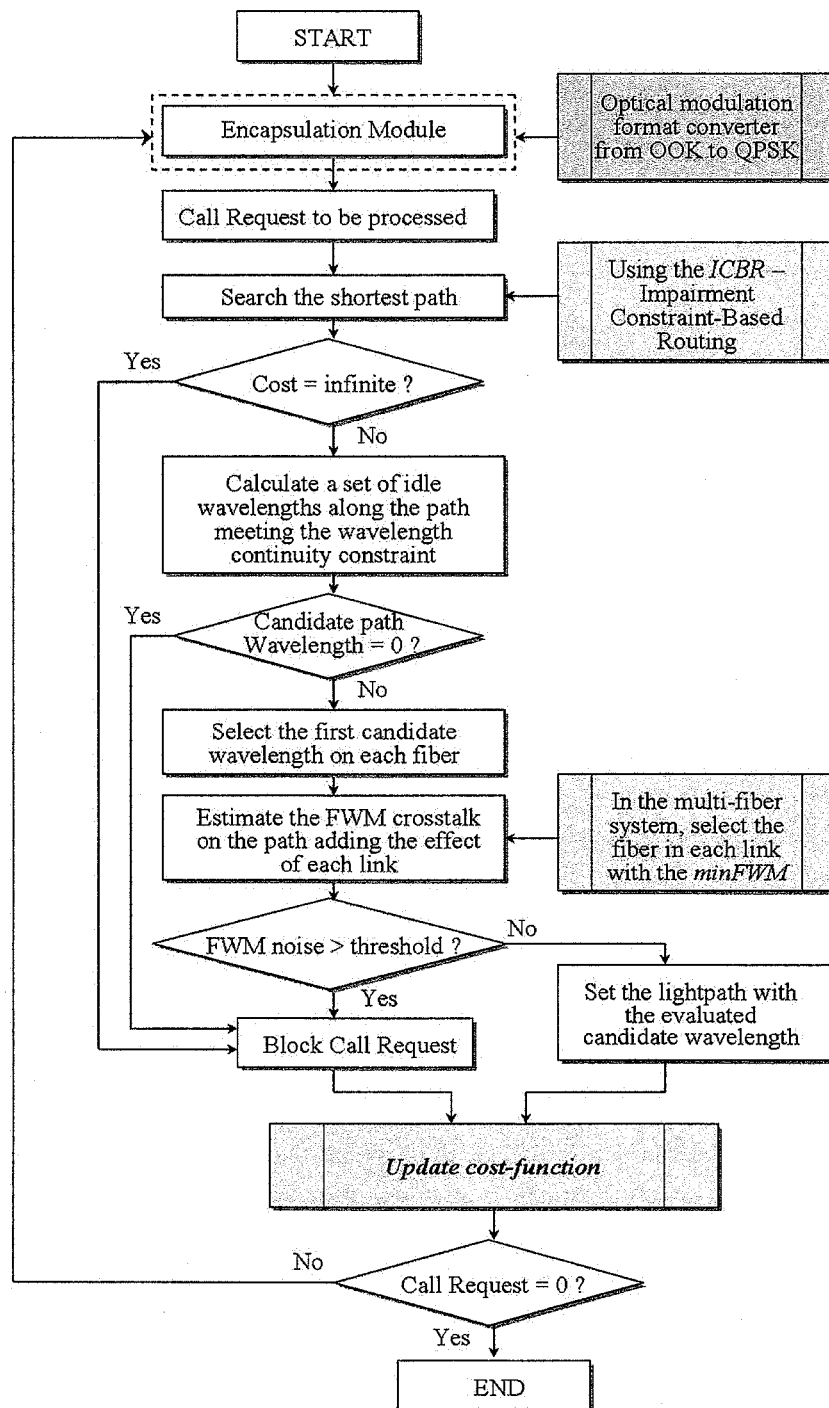 START
Encapsulation Module
Optical modulation
format converter
from OOK to QPSK
Call Request to be processed
Search the shortest path
Using the ICBR –
Impairment
Constraint-Based
Routing
Yes
Cost = infinite ?
No
Calculate a set of idle
wavelengths along the path
meeting the wavelength
continuity constraint
Yes
Candidate path
Wavelength = 0 ?
No
Select the first candidate
wavelength on each fiber
Estimate the FWM crosstalk
on the path adding the effect
of each link
In the multi-fiber
system, select the
fiber in each link
with the minFWM
FWM noise > threshold ?
No
Yes
Set the lightpath with
the evaluated
candidate wavelength
Block Call Request
Update cost-function
No
Call Request = 0 ?
Yes
END